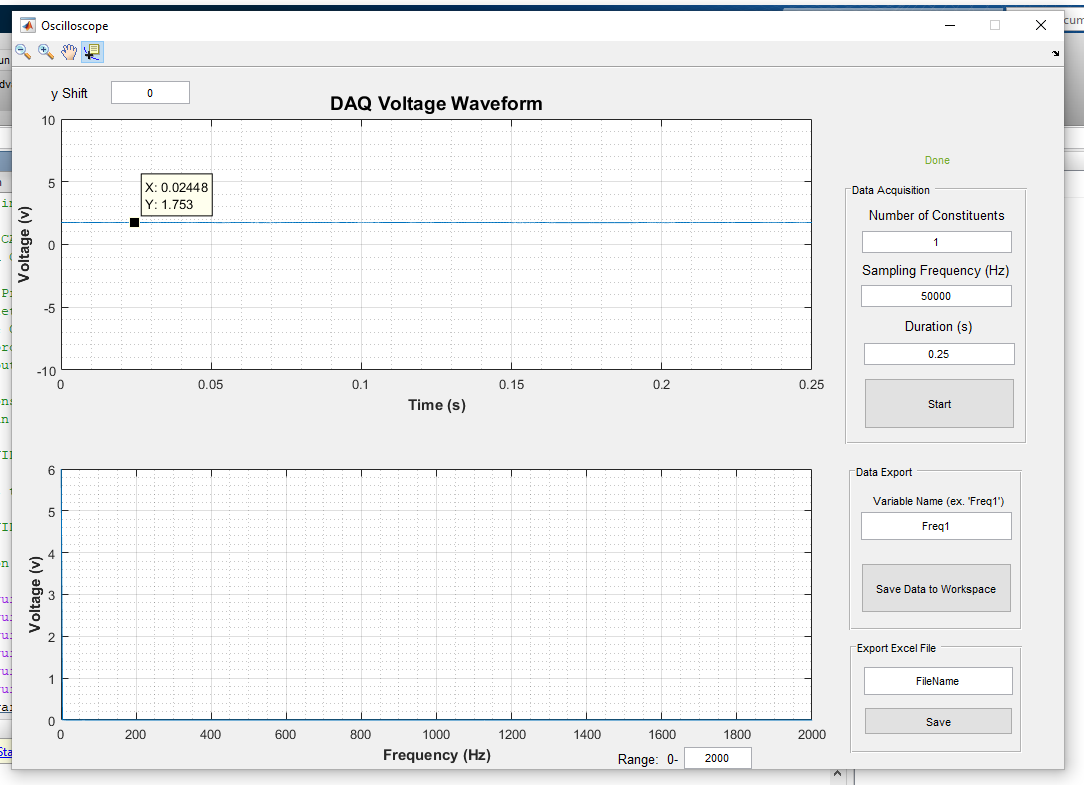 Oscilloscope
y Shift 0
DAQ Voltage Waveform
10
5
0
-5
-10
Voltage (v)
X: 0.02448
Y: 1.753
0 0.05 0.1 0.15 0.2 0.25
Time (s)
Done
Data Acquisition
Number of Constituents
1
Sampling Frequency (Hz)
50000
Duration (s)
0.25
Start
6
5
4
3
2
1
0
Voltage (v)
0 200 400 600 800 1000 1200 1400 1600 1800 2000
Frequency (Hz)
Range: 0- 2000
Data Export
Variable Name (ex. 'Freq1')
Freq1
Save Data to Workspace
Export Excel File
FileName
Save